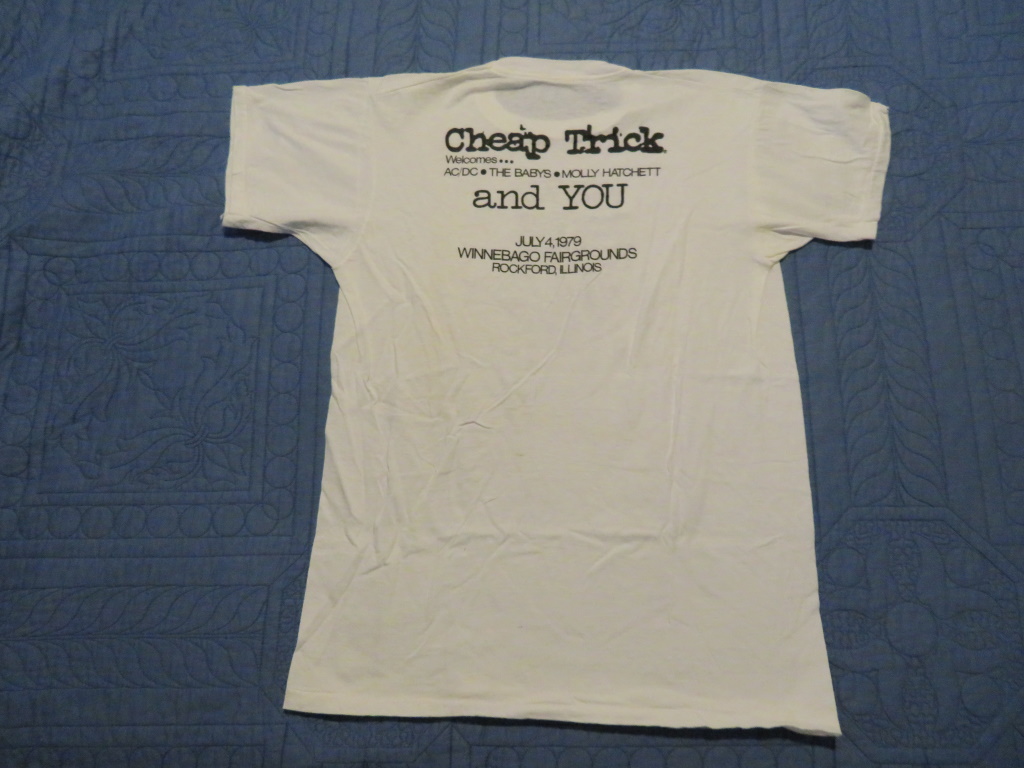 Cheap Trick
Welcomes...
AC/DC • THE BABYS • MOLLY HATCHETT
and YOU
JULY 4, 1979
WINNEBAGO FAIRGROUNDS
ROCKFORD, ILLINOIS